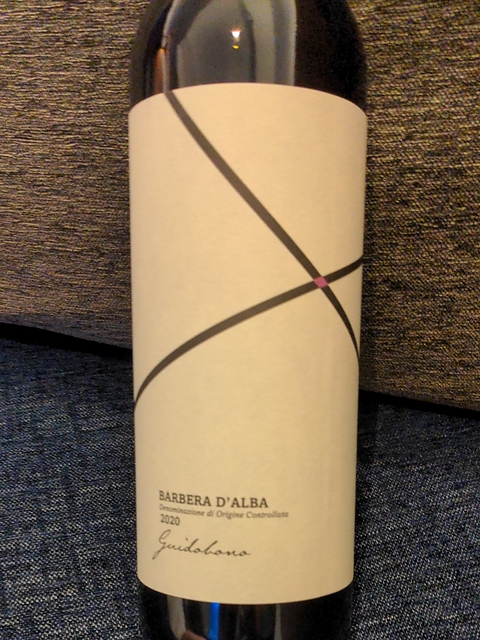 BARBERA D'ALBA
Denominazione di Origine Controllata
2020
Guidobono